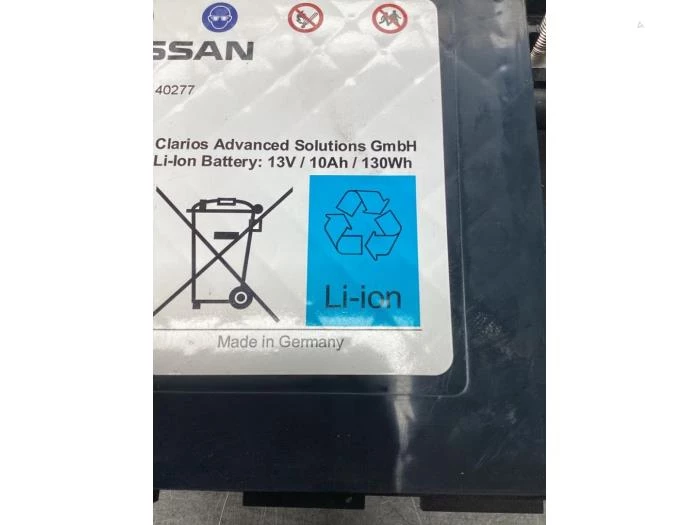 SSAN
40277
Clarios Advanced Solutions GmbH
Li-Ion Battery: 13V / 10Ah / 130Wh
Li-ion
Made in Germany